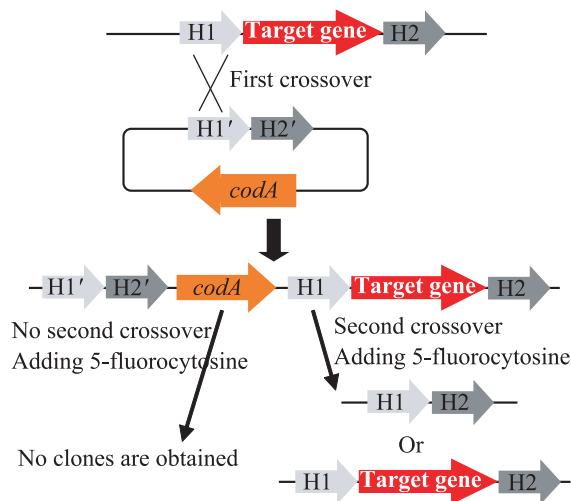 H1 Target gene H2
First crossover
H1′ H2′
codA
H1′ H2′ codA H1 Target gene H2
No second crossover
Adding 5-fluorocytosine
Second crossover
Adding 5-fluorocytosine
H1 H2
Or
No clones are obtained
H1 Target gene H2